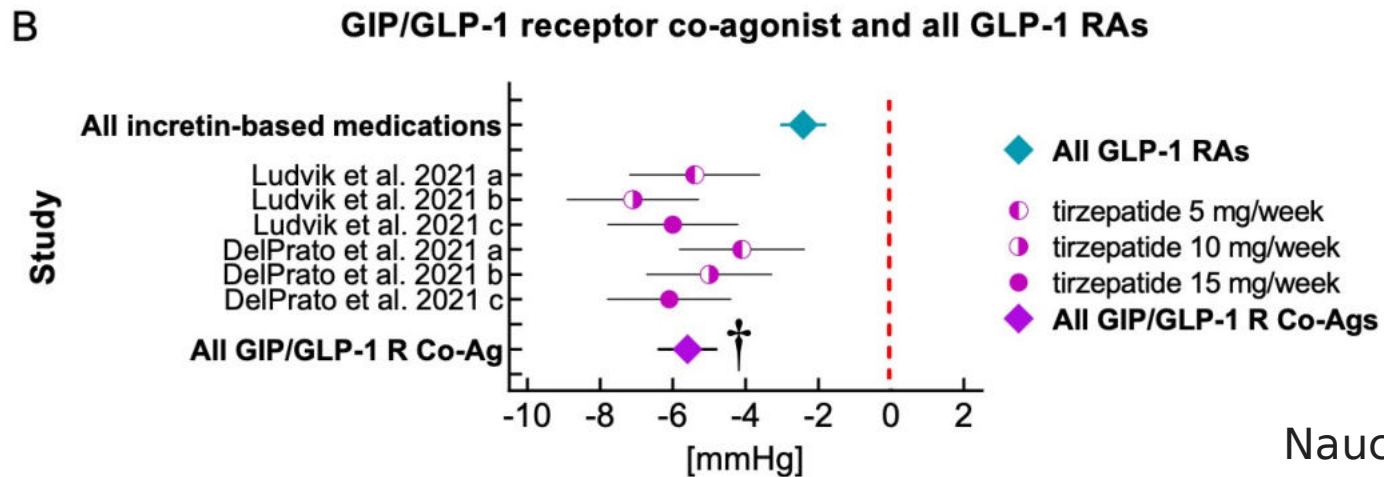 B
GIP/GLP-1 receptor co-agonist and all GLP-1 RAs
Study
All incretin-based medications
Ludvik et al. 2021 a
Ludvik et al. 2021 b
Ludvik et al. 2021 c
DelPrato et al. 2021 a
DelPrato et al. 2021 b
DelPrato et al. 2021 c
All GIP/GLP-1 R Co-Ag
†
-10 -8 -6 -4 -2 0 2
[mmHg]
All GLP-1 RAs
tirzepatide 5 mg/week
tirzepatide 10 mg/week
tirzepatide 15 mg/week
All GIP/GLP-1 R Co-Ags